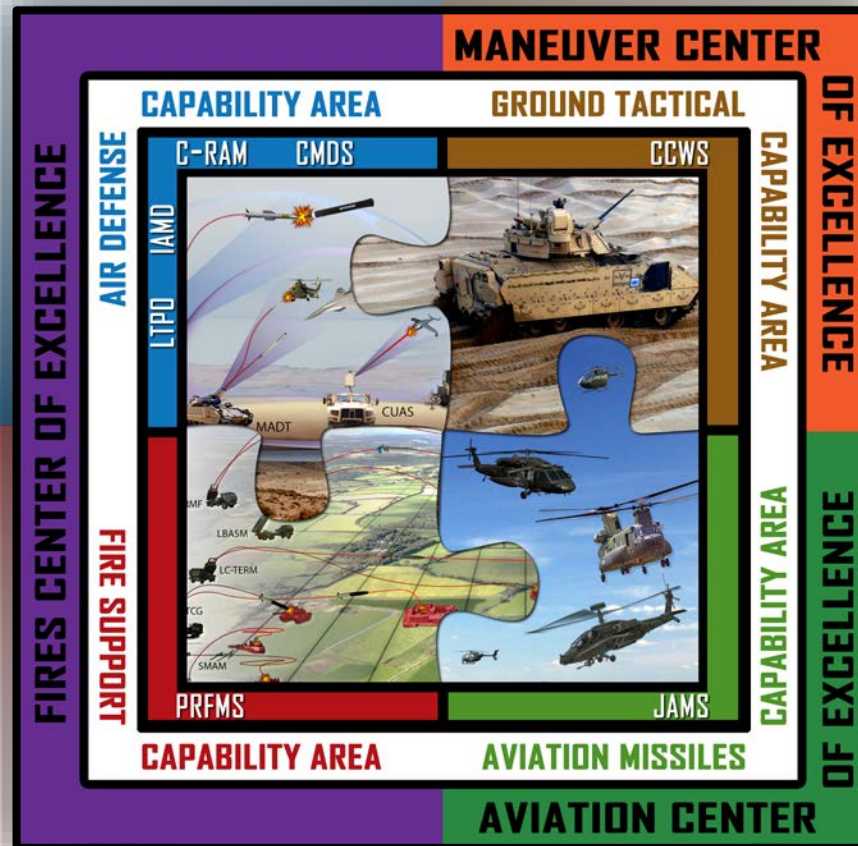 MANEUVER CENTER
OF EXCELLENCE
FIRES CENTER OF EXCELLENCE
AIR DEFENSE
CAPABILITY AREA
GROUND TACTICAL
CAPABILITY AREA
C-RAM CMDS
IAMD
LTPD
CCWS
MADT
CUAS
LBASM
LC-TERM
SMAM
FIRE SUPPORT
CAPABILITY AREA
PRFMS
JAMS
AVIATION MISSILES
CAPABILITY AREA
AVIATION CENTER
OF EXCELLENCE